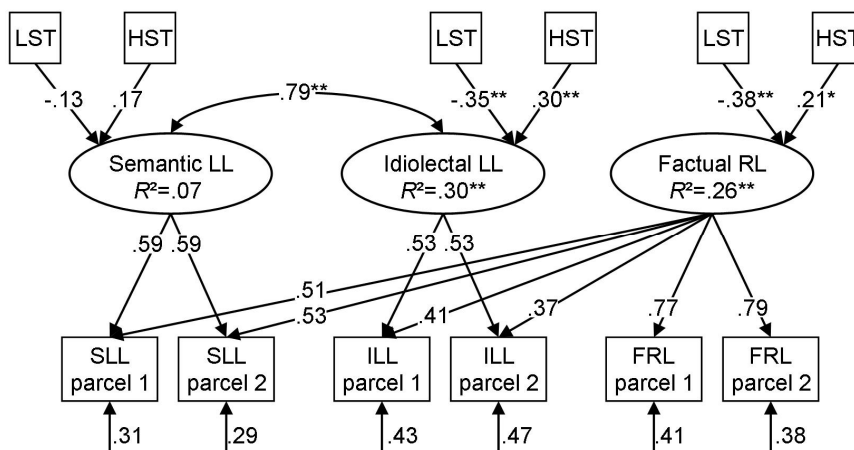 LST HST LST HST LST HST
-.13 .17 .79** -.35** .30** -.38** .21*
Semantic LL Idiolectal LL Factual RL
R²=.07 R²=.30** R²=.26**
.59 .59 .53 .53
.51 .53 .41 .37 .77 .79
SLL SLL ILL ILL FRL FRL
parcel 1 parcel 2 parcel 1 parcel 2 parcel 1 parcel 2
.31 .29 .43 .47 .41 .38